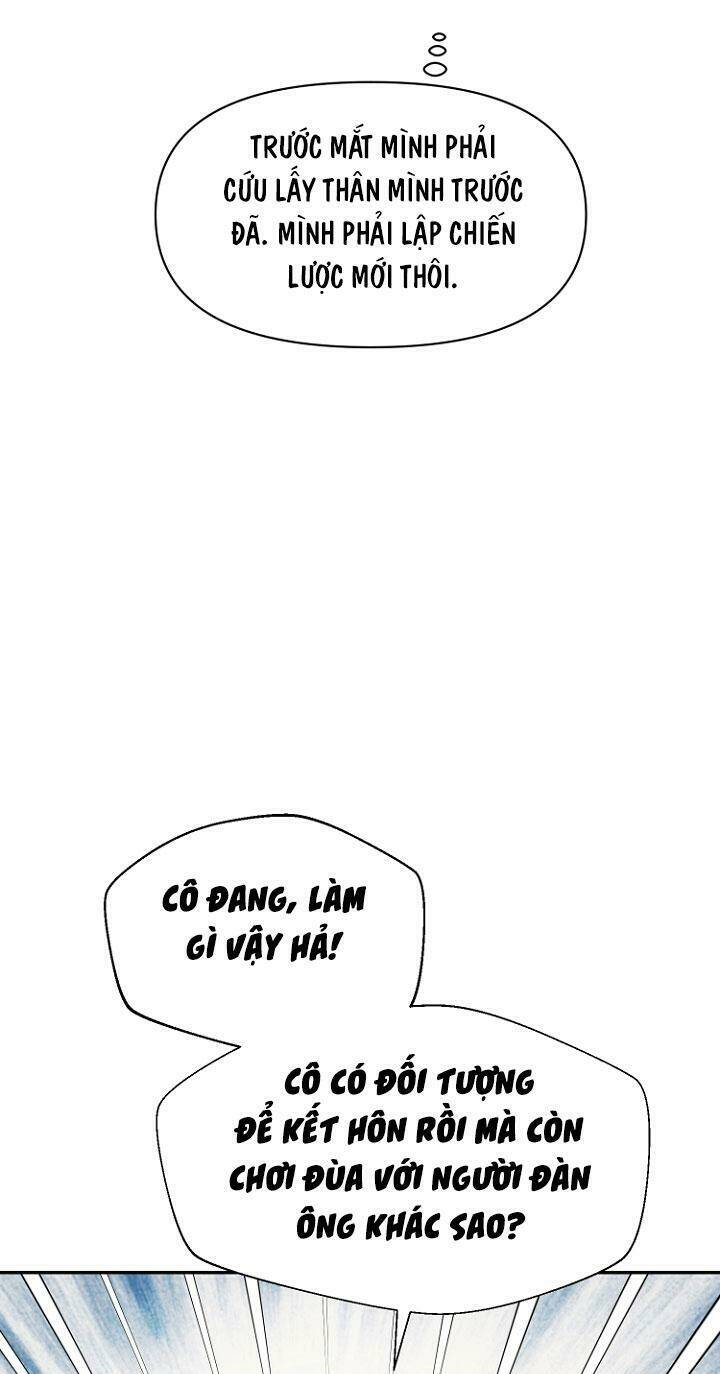 TRƯỚC MẮT MÌNH PHẢI
CỨU LẤY THÂN MÌNH TRƯỚC
ĐÃ. MÌNH PHẢI LẬP CHIẾN
LƯỢC MỚI THÔI.
CÔ ĐANG, LÀM
GÌ VẬY HẢ!
CÔ CÓ ĐỐI TƯỢNG
ĐỂ KẾT HÔN RỒI MÀ CÒN
CHƠI ĐÙA VỚI NGƯỜI ĐÀN
ÔNG KHÁC SAO?